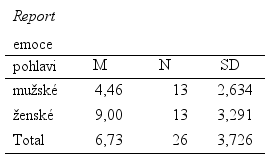 Report
emoce
pohlavi M N SD
mužské 4,46 13 2,634
ženské 9,00 13 3,291
Total 6,73 26 3,726